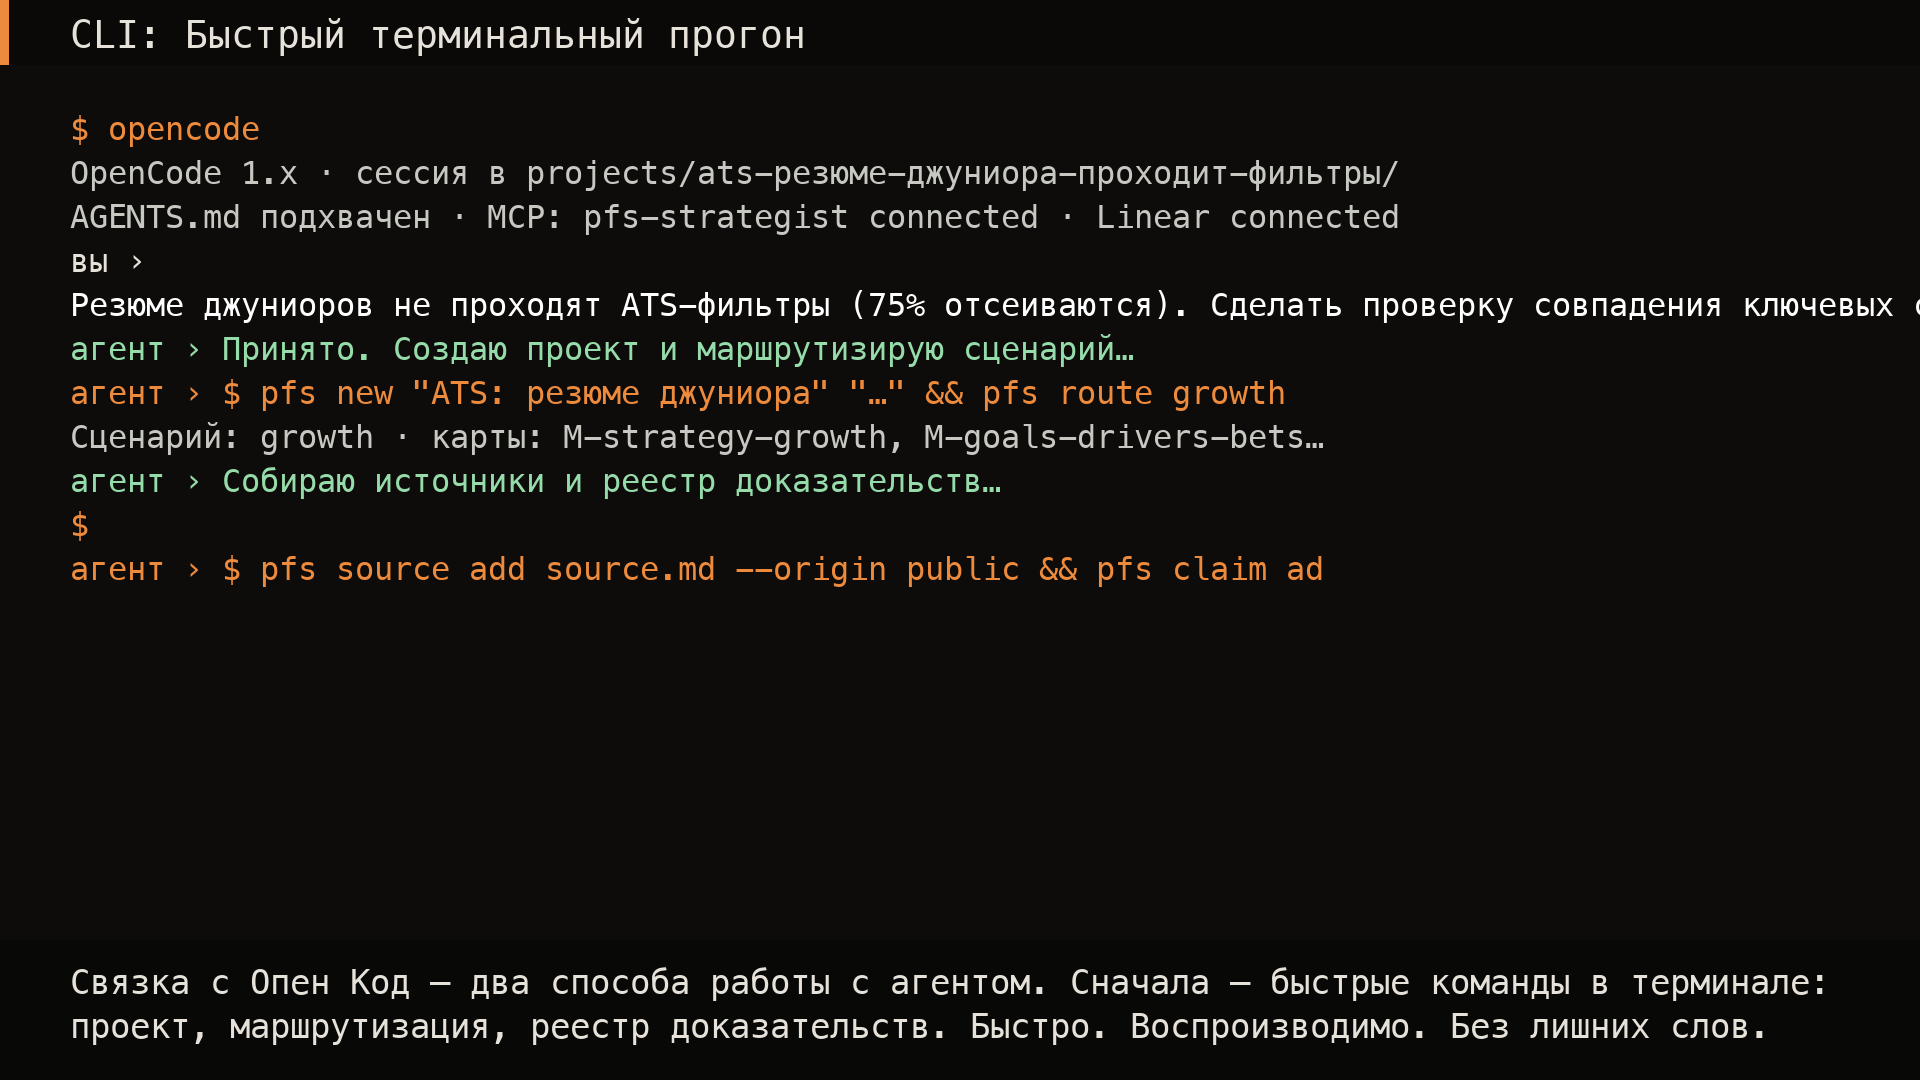 CLI: Быстрый терминальный прогон
$ opencode
OpenCode 1.x · сессия в projects/ats−резюме−джуниора−проходит−фильтры/
AGENTS.md подхвачен · MCP: pfs−strategist connected · Linear connected
вы ›
Резюме джуниоров не проходят ATS−фильтры (75% отсеиваются). Сделать проверку совпадения ключевых
агент › Принято. Создаю проект и маршрутизирую сценарий…
агент › $ pfs new "ATS: резюме джуниора" "…" && pfs route growth
Сценарий: growth · карты: M−strategy−growth, M−goals−drivers−bets…
агент › Собираю источники и реестр доказательств…
$
агент › $ pfs source add source.md −−origin public && pfs claim ad
Связка с Опен Код — два способа работы с агентом. Сначала — быстрые команды в терминале:
проект, маршрутизация, реестр доказательств. Быстро. Воспроизводимо. Без лишних слов.